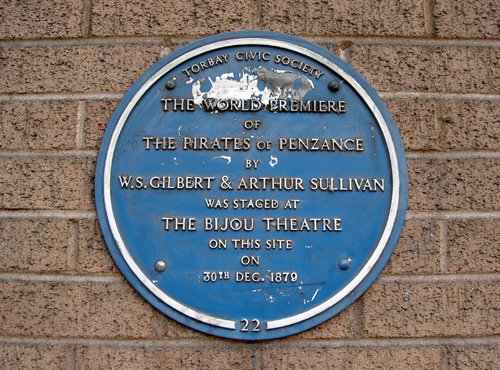 TORBAY CIVIC SOCIETY
THE WORLD PREMIERE
OF
THE PIRATES OF PENZANCE
BY
W.S. GILBERT & ARTHUR SULLIVAN
WAS STAGED AT
THE BIJOU THEATRE
ON THIS SITE
ON
30TH DEC. 1879
22